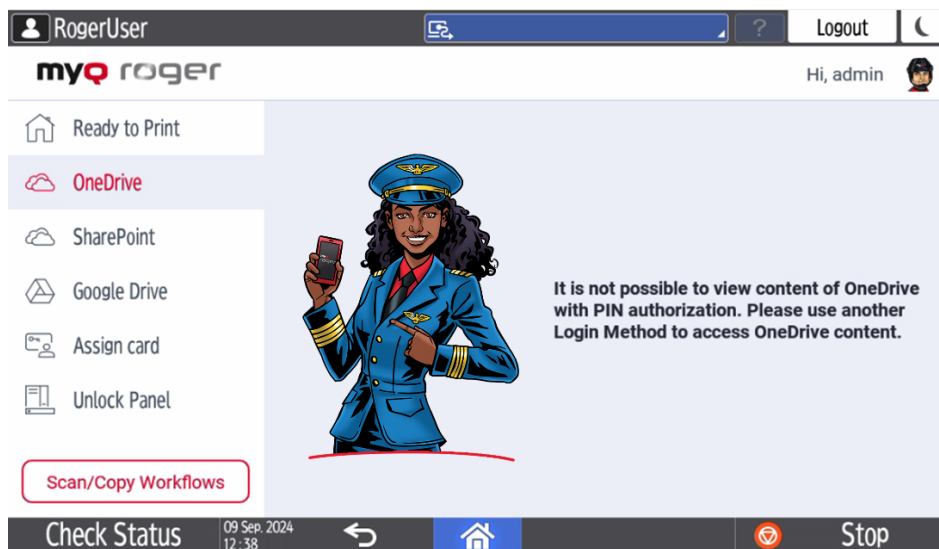 RogerUser
?
Logout
myQ roger
Hi, admin
Ready to Print
OneDrive
SharePoint
Google Drive
Assign card
Unlock Panel
Scan/Copy Workflows
roger
It is not possible to view content of OneDrive
with PIN authorization. Please use another
Login Method to access OneDrive content.
Check Status
09 Sep. 2024
12:38
Stop